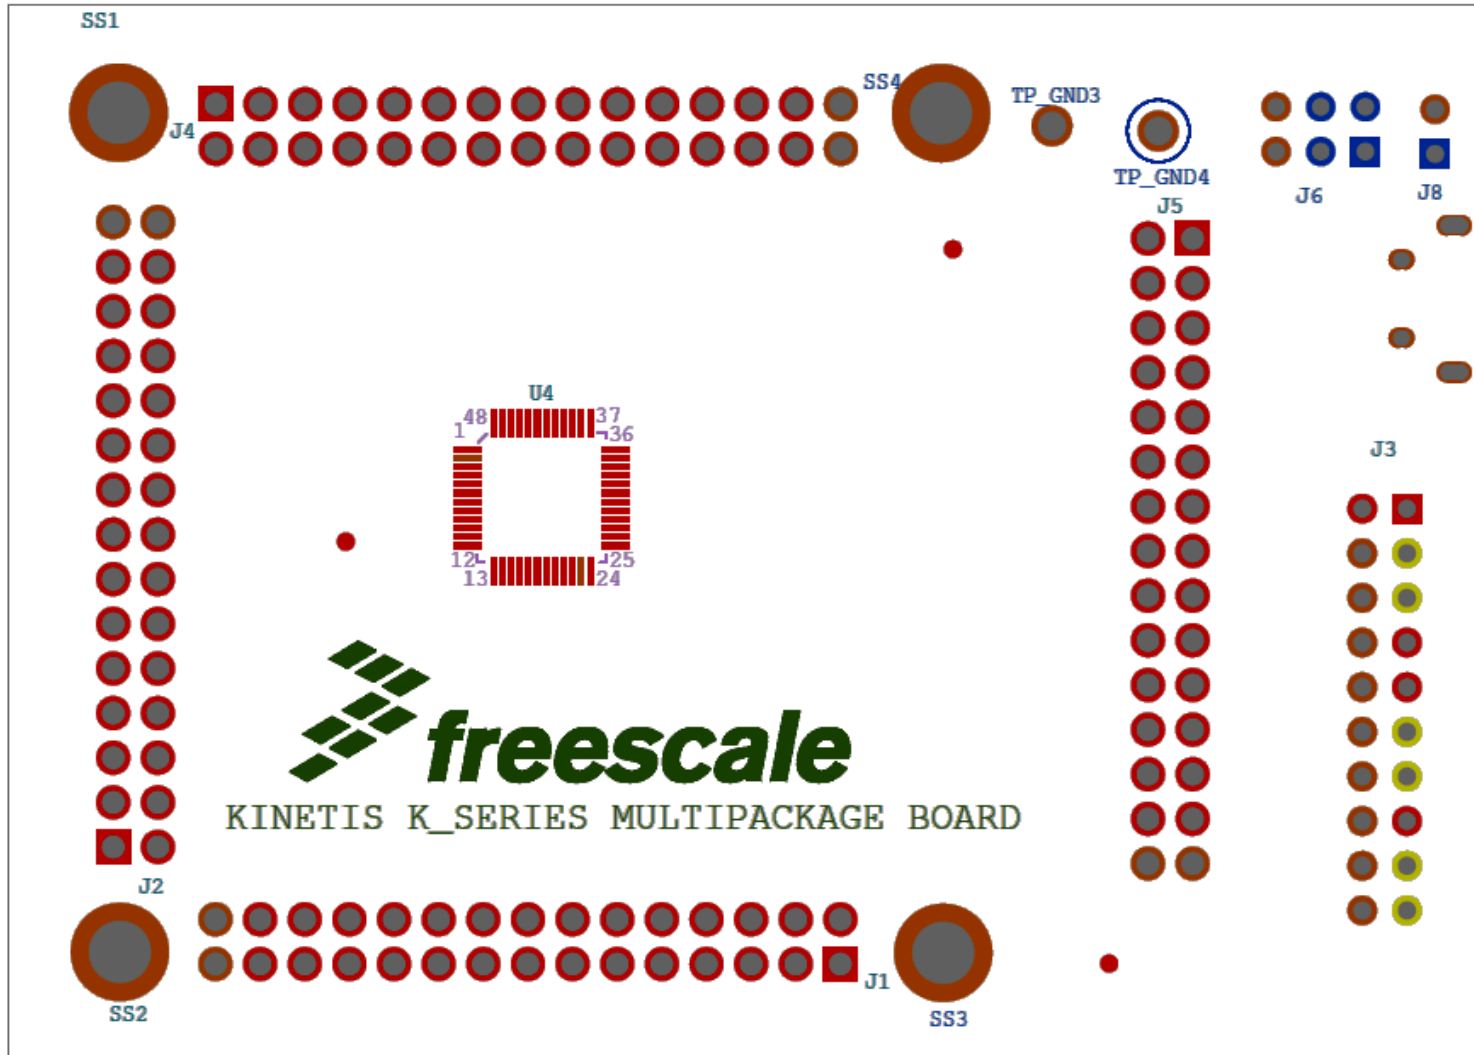 SS1
SS4
TP_GND3
J4
TP_GND4
J6
J8
J5
U4
48
37
1
36
J3
12
25
13
24
freescale
KINETIS K_SERIES MULTIPACKAGE BOARD
J2
J1
SS2
SS3